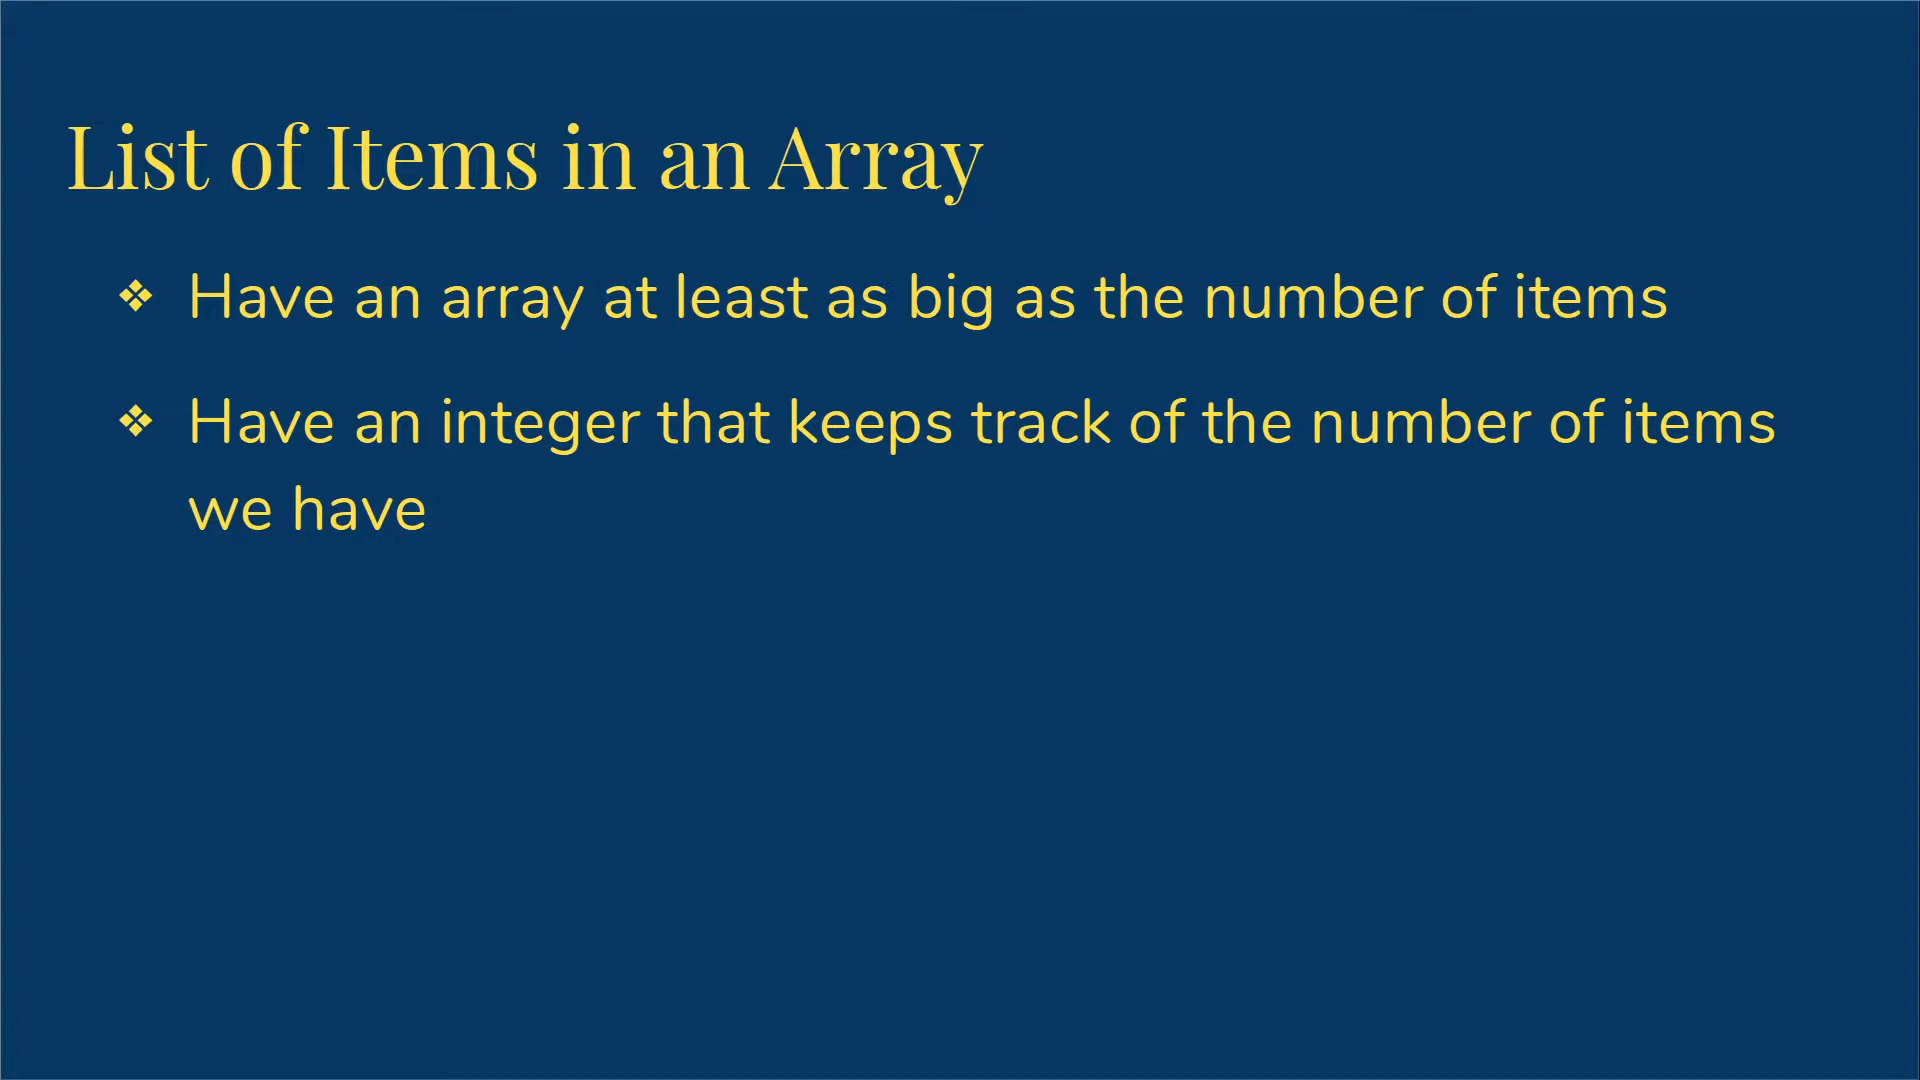 List of Items in an Array
❖ Have an array at least as big as the number of items
❖ Have an integer that keeps track of the number of items
we have